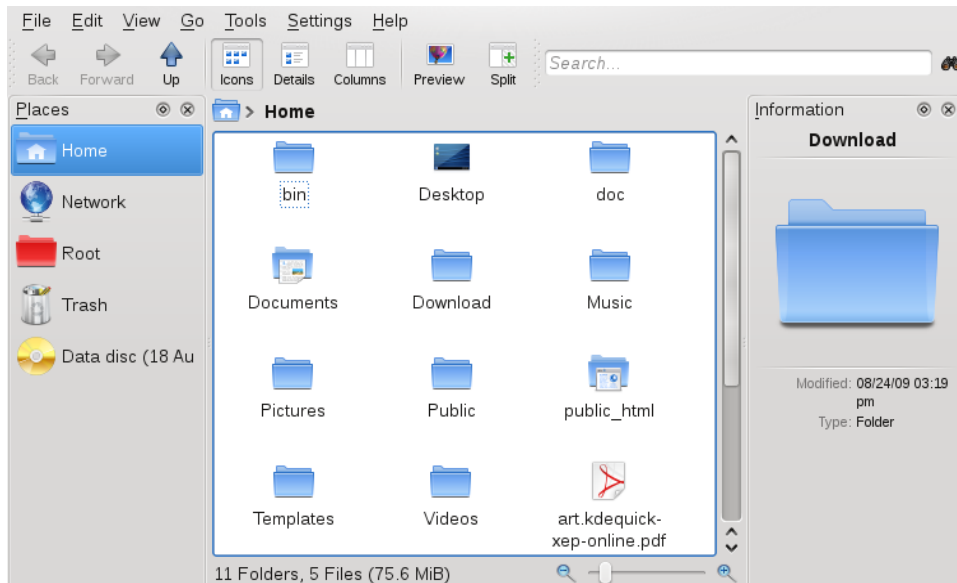 File Edit View Go Tools Settings Help
Back Forward Up Icons Details Columns Preview Split Search...
Places
Home
Network
Root
Trash
Data disc (18 Au
Home
bin Desktop doc
Documents Download Music
Pictures Public public_html
Templates Videos art.kdequick-
xep-online.pdf
11 Folders, 5 Files (75.6 MiB)
Information
Download
Modified: 08/24/09 03:19
pm
Type: Folder